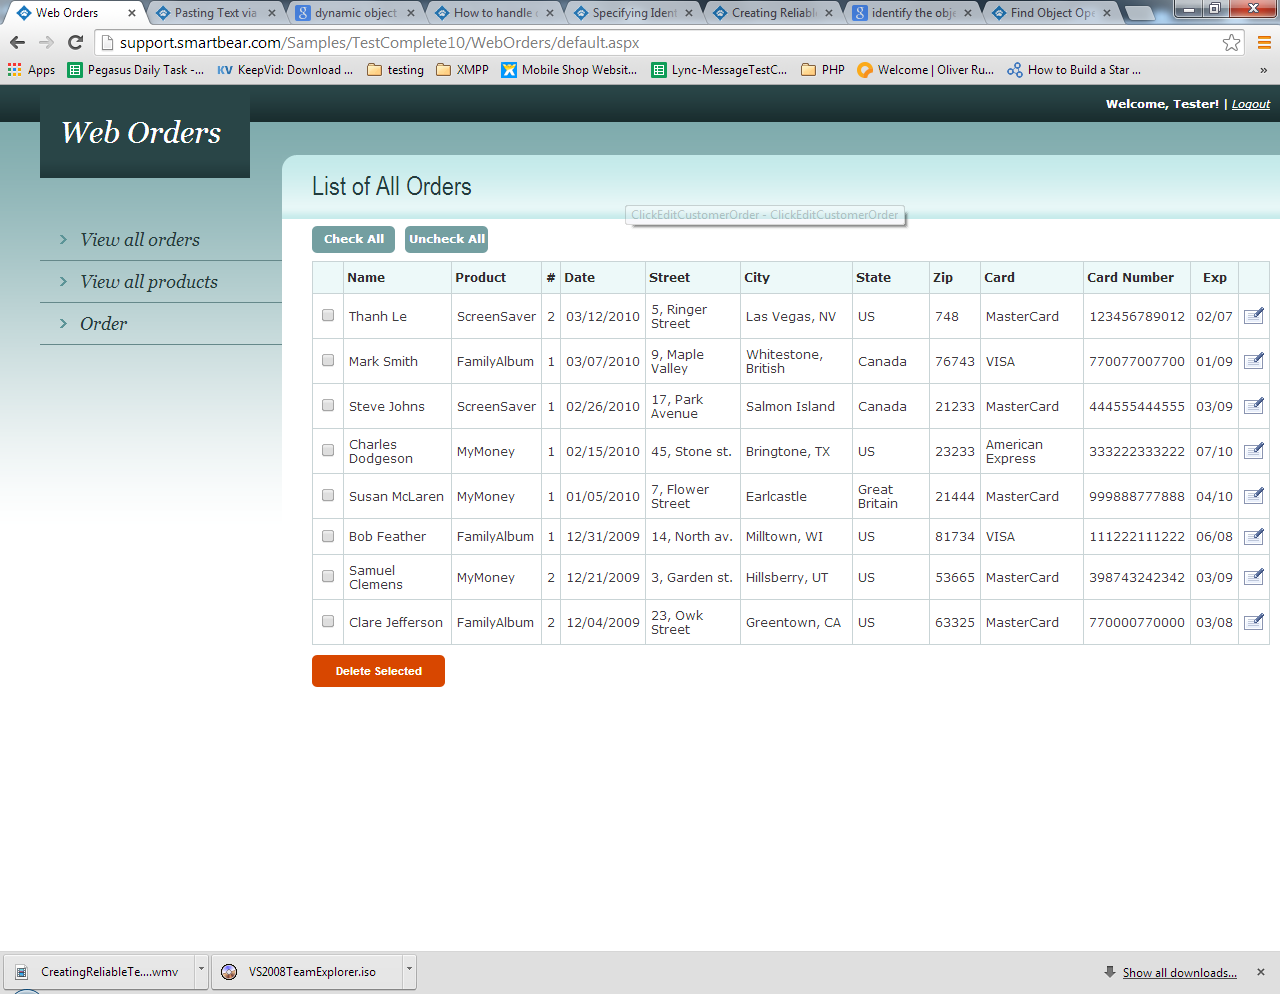 Web Orders
Pasting Text via
dynamic object
How to handle
Specifying Ident
Creating Reliabl
identify the obj
Find Object Ope
support.smartbear.com/Samples/TestComplete10/WebOrders/default.aspx
Apps
Pegasus Daily Task -...
KV KeepVid: Download ...
testing
XMPP
Mobile Shop Websit...
Lync-MessageTestC...
PHP
Welcome | Oliver Ru...
How to Build a Star ...
»
Welcome, Tester! | Logout
Web Orders
List of All Orders
ClickEditCustomerOrder - ClickEditCustomerOrder
View all orders
View all products
Order
Check All Uncheck All
Name Product # Date Street City State Zip Card Card Number Exp
Thanh Le ScreenSaver 2 03/12/2010 5, Ringer Street Las Vegas, NV US 748 MasterCard 123456789012 02/07
Mark Smith FamilyAlbum 1 03/07/2010 9, Maple Valley Whitestone, British Canada 76743 VISA 770077007700 01/09
Steve Johns ScreenSaver 1 02/26/2010 17, Park Avenue Salmon Island Canada 21233 MasterCard 444555444555 03/09
Charles Dodgeson MyMoney 1 02/15/2010 45, Stone st. Bringtone, TX US 23233 American Express 333222333222 07/10
Susan McLaren MyMoney 1 01/05/2010 7, Flower Street Earlcastle Great Britain 21444 MasterCard 999888777888 04/10
Bob Feather FamilyAlbum 1 12/31/2009 14, North av. Milltown, WI US 81734 VISA 111222111222 06/08
Samuel Clemens MyMoney 2 12/21/2009 3, Garden st. Hillsberry, UT US 53665 MasterCard 398743242342 03/09
Clare Jefferson FamilyAlbum 2 12/04/2009 23, Owk Street Greentown, CA US 63325 MasterCard 770000770000 03/08
Delete Selected
CreatingReliableTe....wmv
VS2008TeamExplorer.iso
Show all downloads...